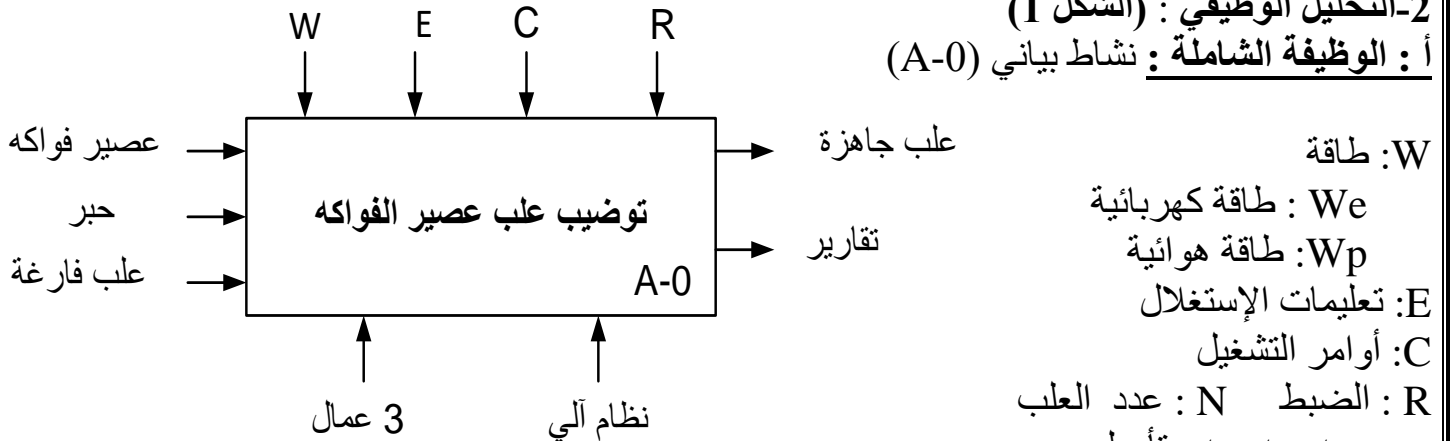 2-التحليل الوظيفي : (الشكل 1)
أ : الوظيفة الشاملة : نشاط بياني (A-0)
W E C R
عصير فواكه
حبر
علب فارغة
توضيب علب عصير الفواكه
A-0
علب جاهزة
تقارير
3 عمال
نظام آلي
W: طاقة
We : طاقة كهربائية
Wp: طاقة هوائية
E: تعليمات الإستغلال
C: أوامر التشغيل
R : الضبط N : عدد العلب